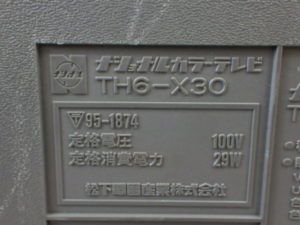 ナショナルカラーテレビ
TH6-X30
〒95-1874
定格電圧 100V
定格消費電力 29W
松下電器産業株式会社